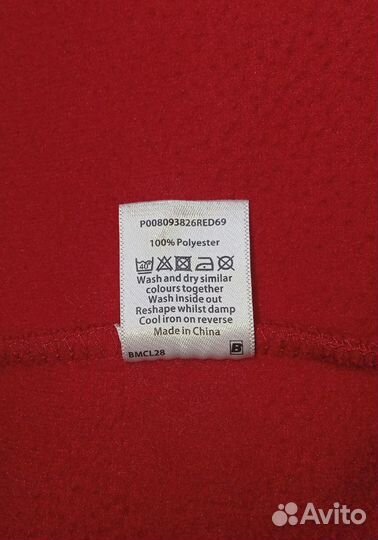 P008093826RED69
100% Polyester
40°
Wash and dry similar
colours together
Wash inside out
Reshape whilst damp
Cool iron on reverse
Made in China
BMCL28 B
Avito